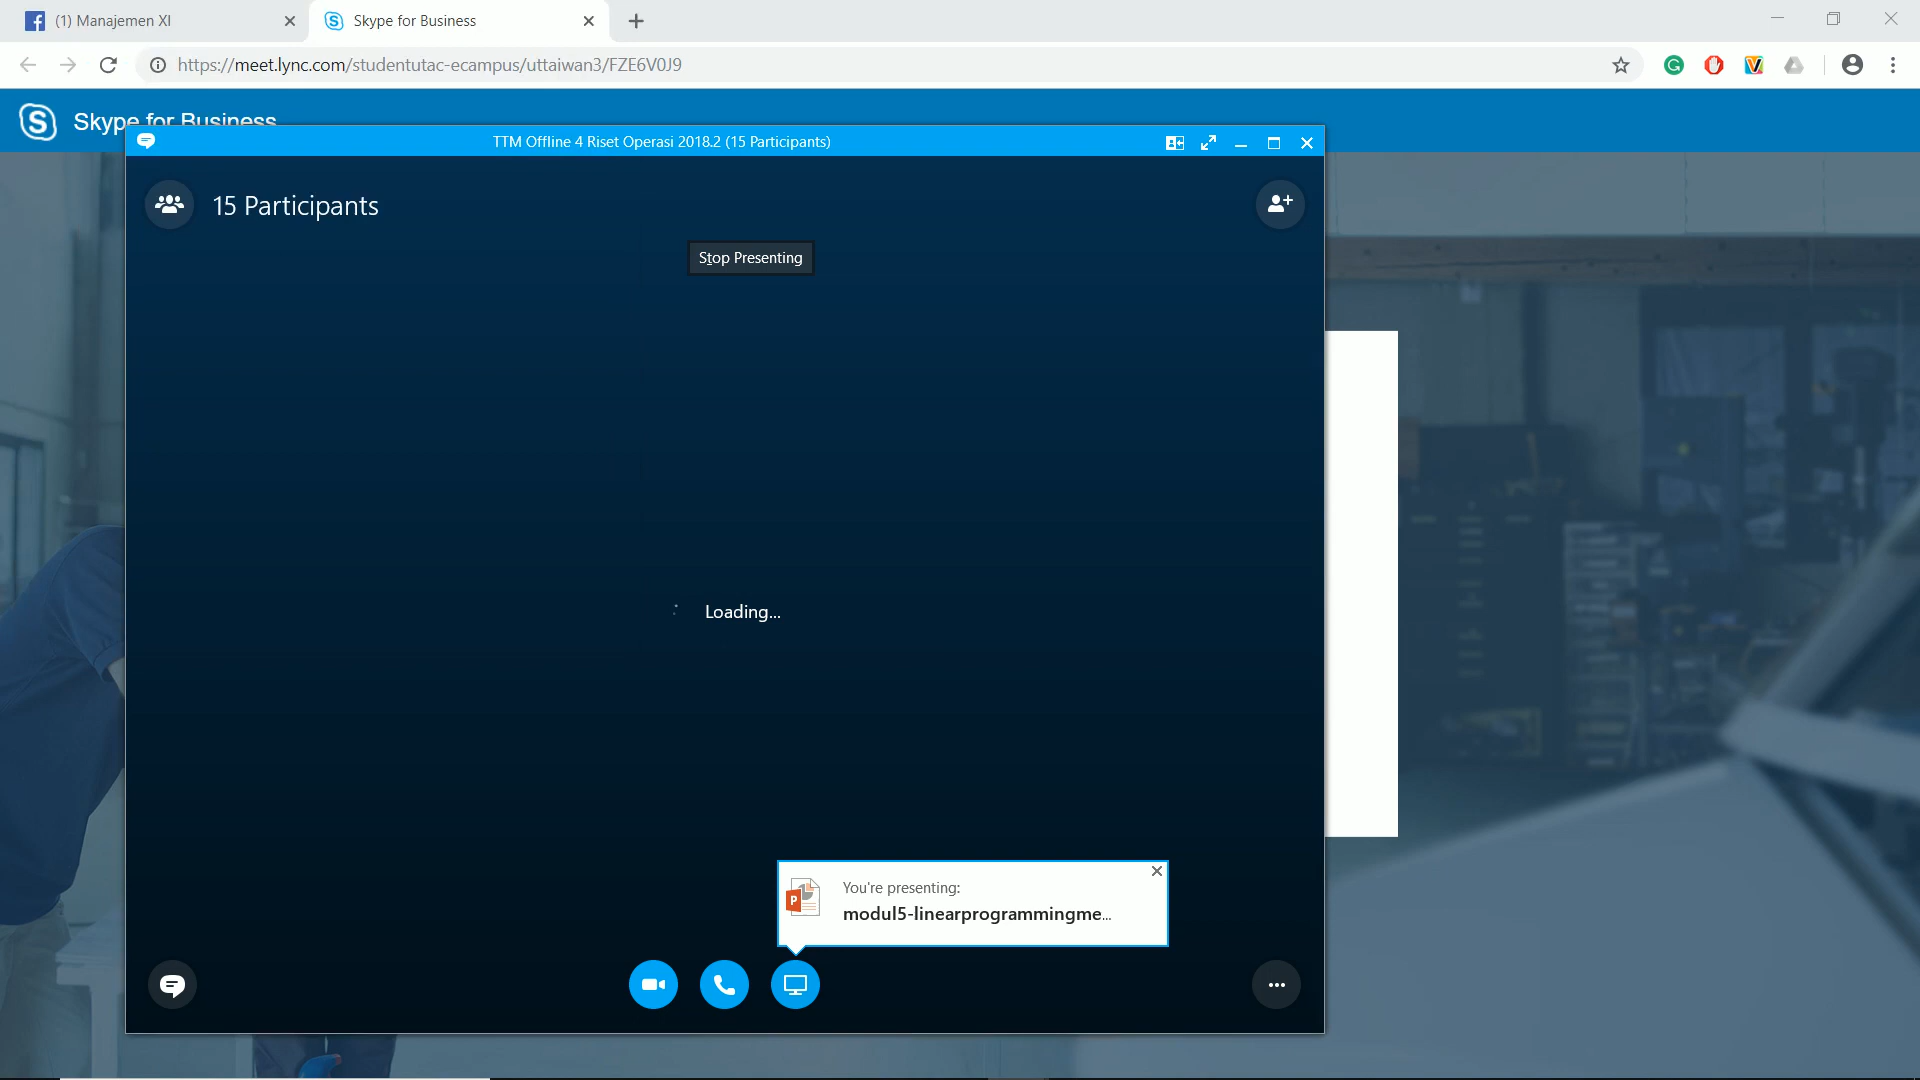 (1) Manajemen XI
Skype for Business
https://meet.lync.com/studentutac-ecampus/uttaiwan3/FZE6V0J9
Skype for Business
TTM Offline 4 Riset Operasi 2018.2 (15 Participants)
15 Participants
Stop Presenting
Loading...
You're presenting:
modul5-linearprogrammingme...